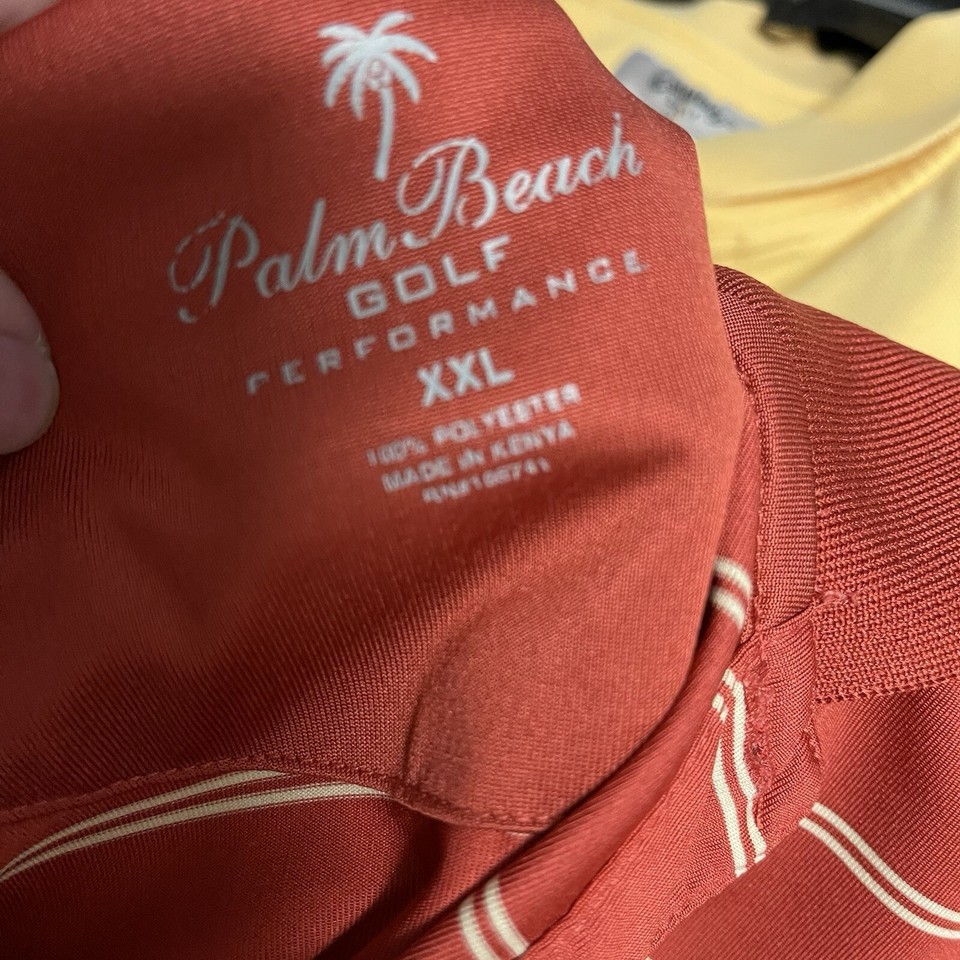 Palm Beach
GOLF
PERFORMANCE
XXL
100% POLYESTER
MADE IN KENYA